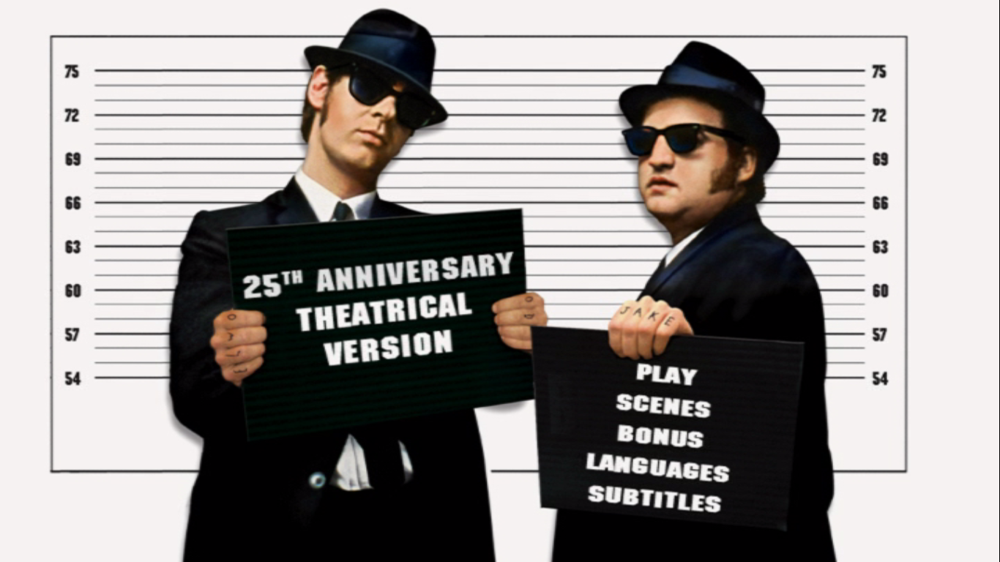 75 75
72 72
69 69
66 66
63 63
60 60
57 57
54 54
25TH ANNIVERSARY
THEATRICAL
VERSION
JAKE
PLAY
SCENES
BONUS
LANGUAGES
SUBTITLES